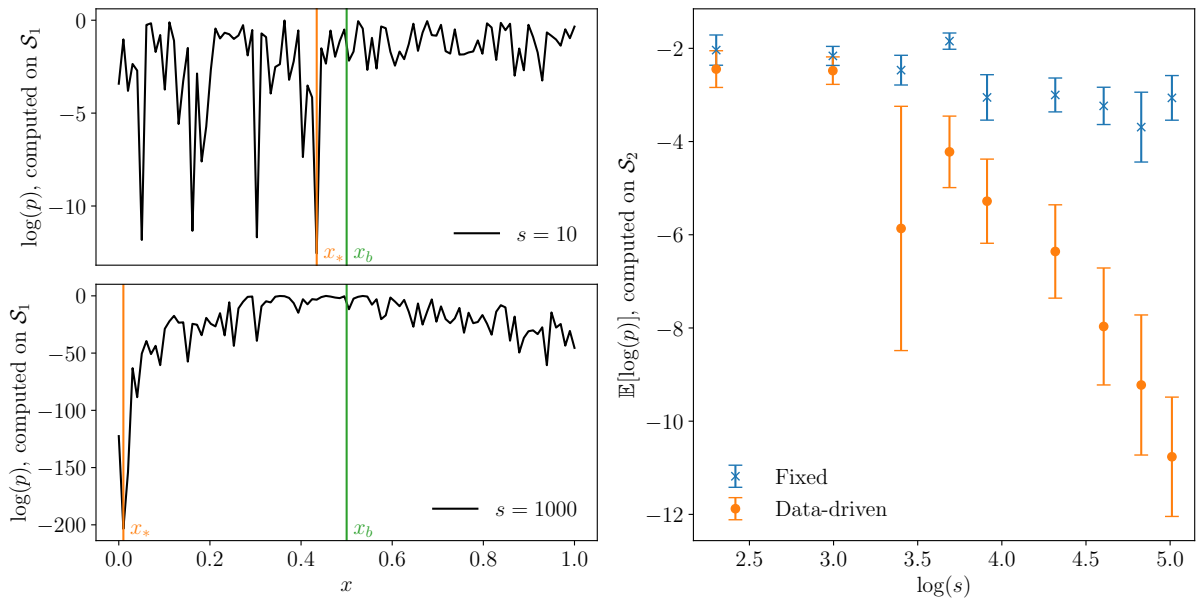 log(p), computed on 𝒮₁
0
−5
−10
s = 10
x* x_b
log(p), computed on 𝒮₁
0
−50
−100
−150
−200
s = 1000
x* x_b
0.0 0.2 0.4 0.6 0.8 1.0
x
𝔼[log(p)], computed on 𝒮₂
−2
−4
−6
−8
−10
−12
Fixed
Data-driven
2.5 3.0 3.5 4.0 4.5 5.0
log(s)